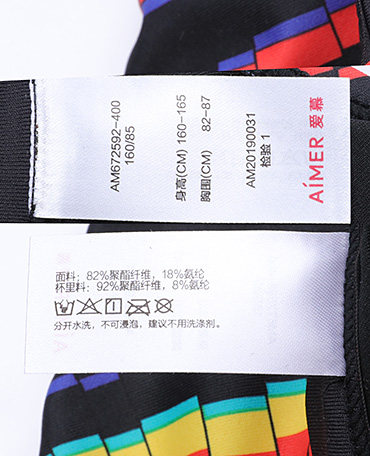 AM672592-400
160/85
身高(CM) 160-165
胸围(CM) 82-87
AM20190031
检验 1
AiMER 爱慕
面料：82%聚酯纤维，18%氨纶
杯里料：92%聚酯纤维，8%氨纶
分开水洗，不可浸泡，建议不用洗涤剂。